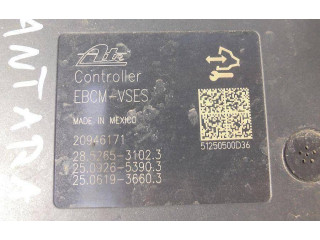 Ate
Controller
EBCM-VSES
MADE IN MEXICO
20946171
28.5265-3102.3
25.0926-5390.3
25.0619-3660.3
51250500D36
ANTARA